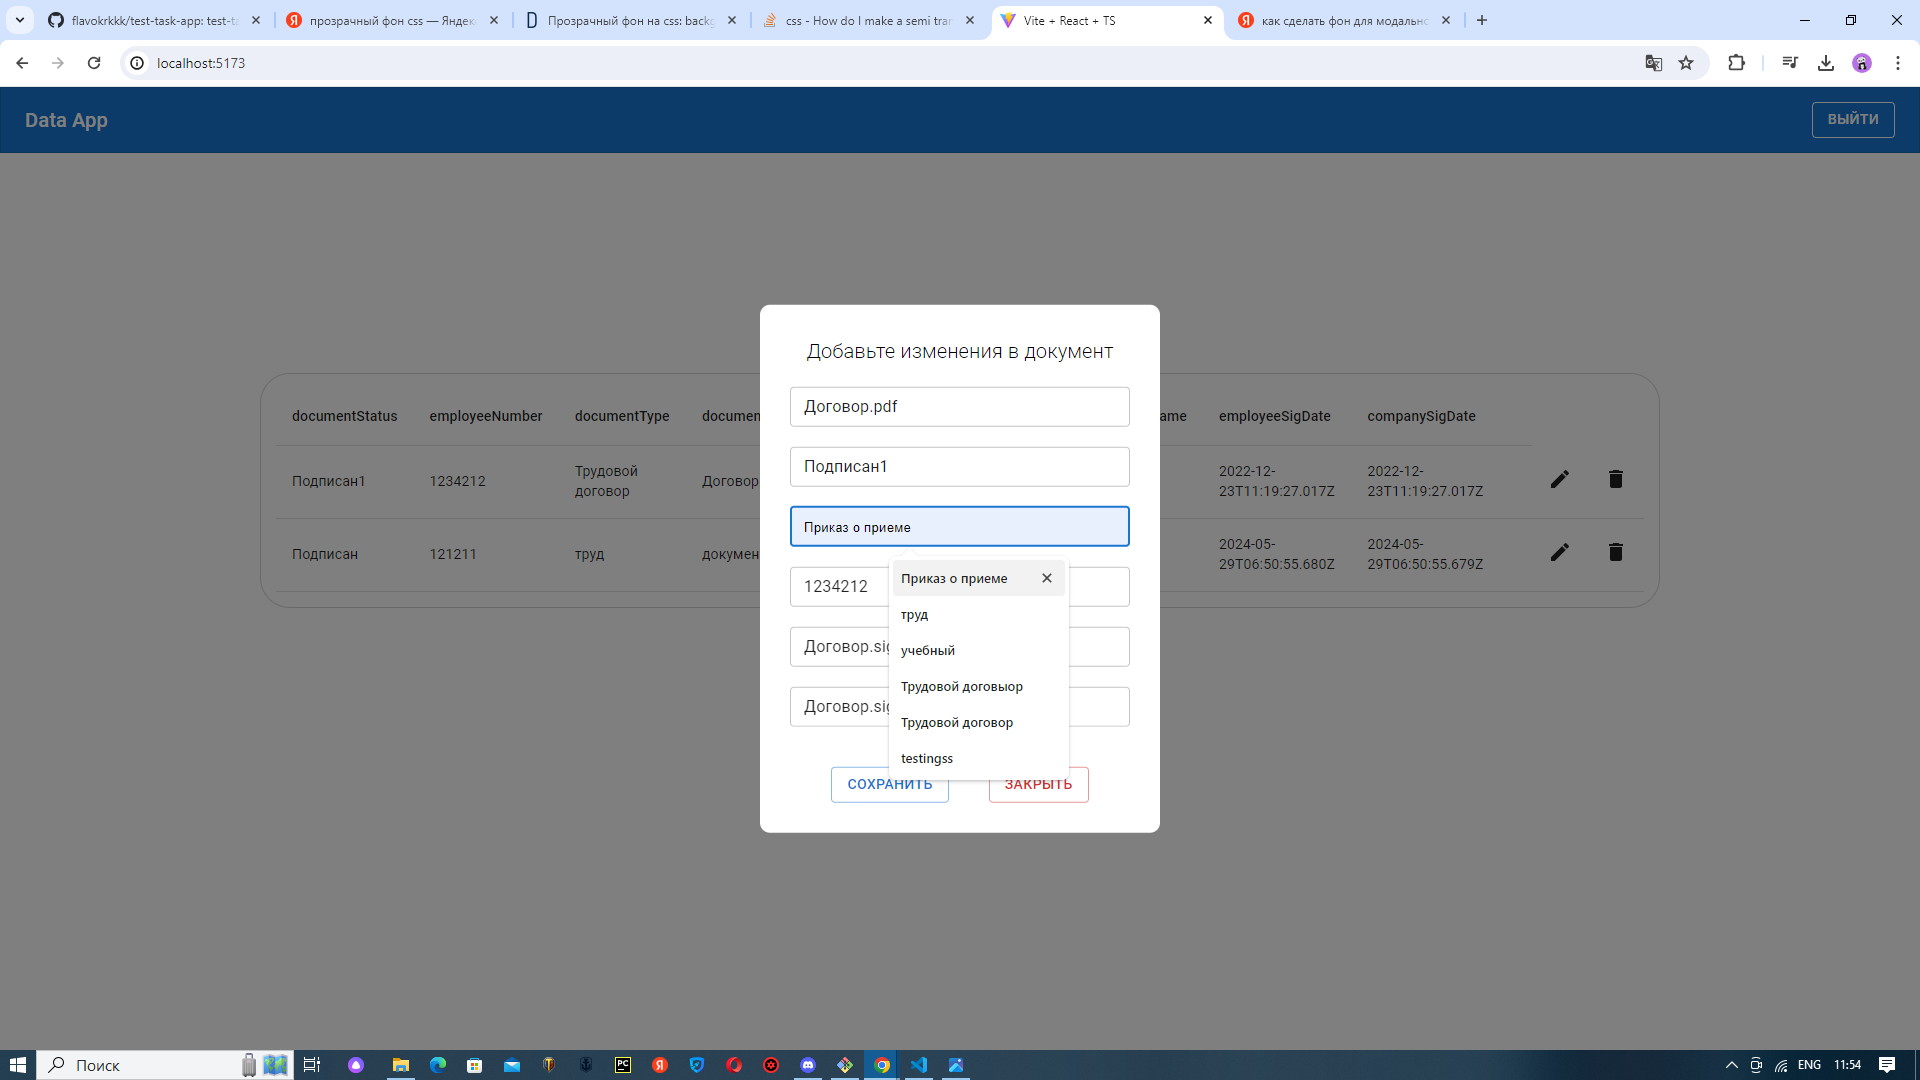 flavokrkkk/test-task-app: test-ta
прозрачный фон css — Яндекс
Прозрачный фон на css: backg
css - How do I make a semi tran
Vite + React + TS
как сделать фон для модально
localhost:5173
Data App
ВЫЙТИ
Добавьте изменения в документ
documentStatus employeeNumber documentType documen ame employeeSigDate companySigDate
Подписан1 1234212 Трудовой договор Договор 2022-12-23T11:19:27.017Z 2022-12-23T11:19:27.017Z
Подписан 121211 труд докумен 2024-05-29T06:50:55.680Z 2024-05-29T06:50:55.679Z
Договор.pdf
Подписан1
Приказ о приеме
1234212
Договор.sig
Договор.sig
Приказ о приеме
труд
учебный
Трудовой договыор
Трудовой договор
testingss
СОХРАНИТЬ ЗАКРЫТЬ
Поиск
PC
ENG 11:54